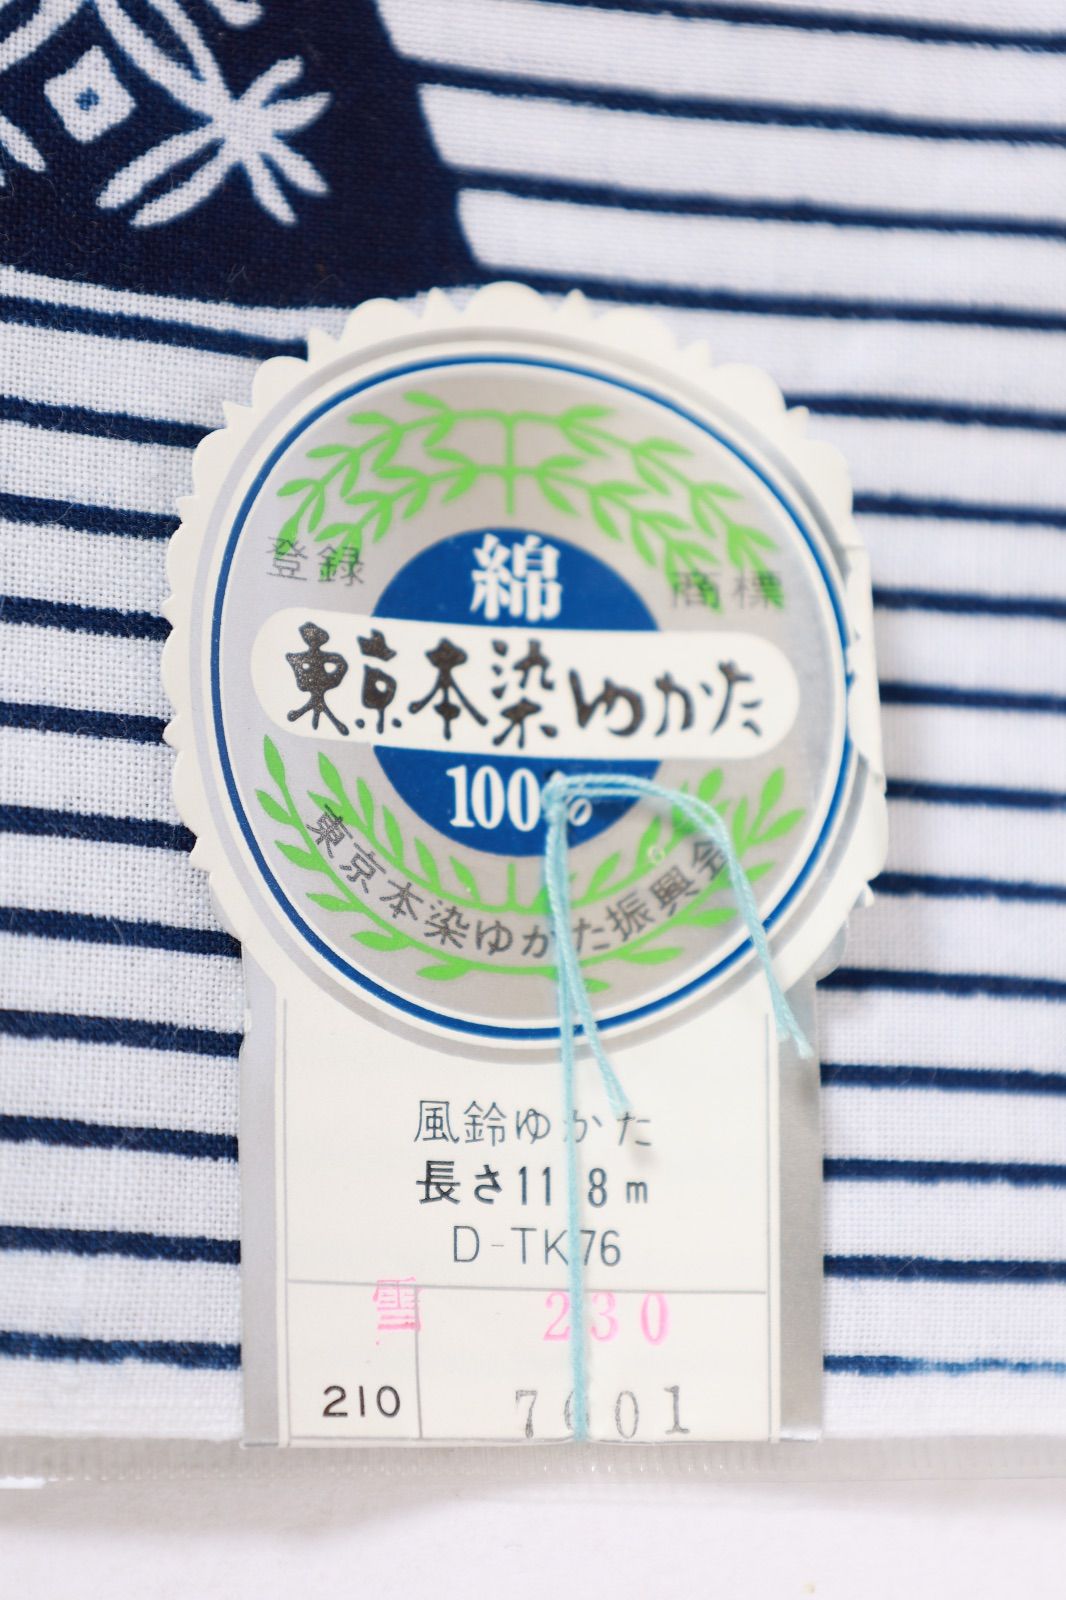 綿
登録 商標
東京本染ゆかた
100%
東京本染ゆかた振興会
風鈴ゆかた
長さ11.8m
D-TK76
雪 230
210 7601